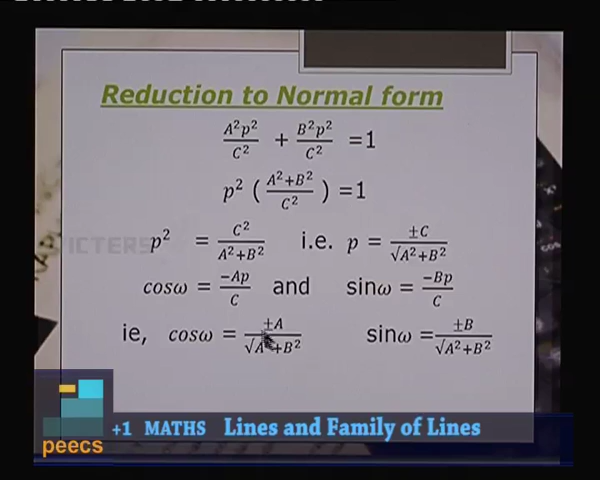 Reduction to Normal form
A²p²/C² + B²p²/C² =1
p² ( A²+B²/C² ) =1
p² = C²/A²+B² i.e. p = ±C/√A²+B²
VICTERS
cosω = −Ap/C and sinω = −Bp/C
ie, cosω = ±A/√A²+B² sinω = ±B/√A²+B²
+1 MATHS Lines and Family of Lines
peecs